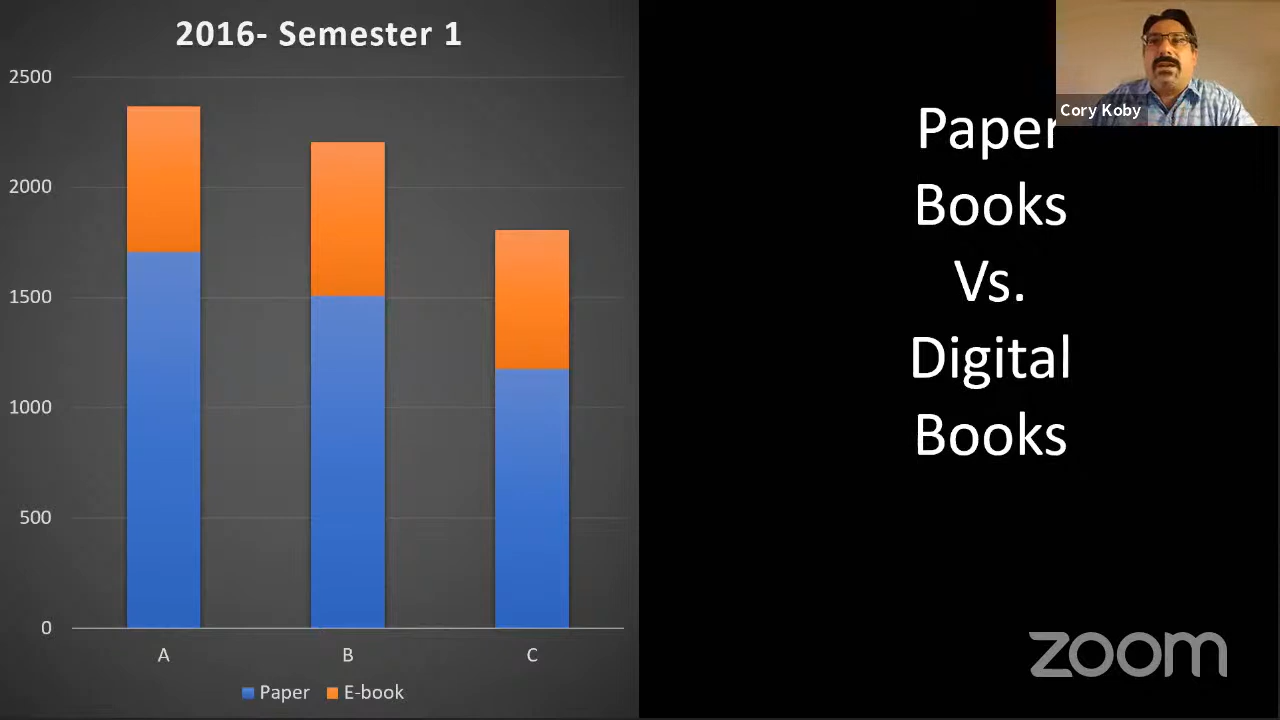 2016- Semester 1
2500
2000
1500
1000
500
0
A B C
Paper E-book
Paper
Books
Vs.
Digital
Books
Cory Koby
zoom